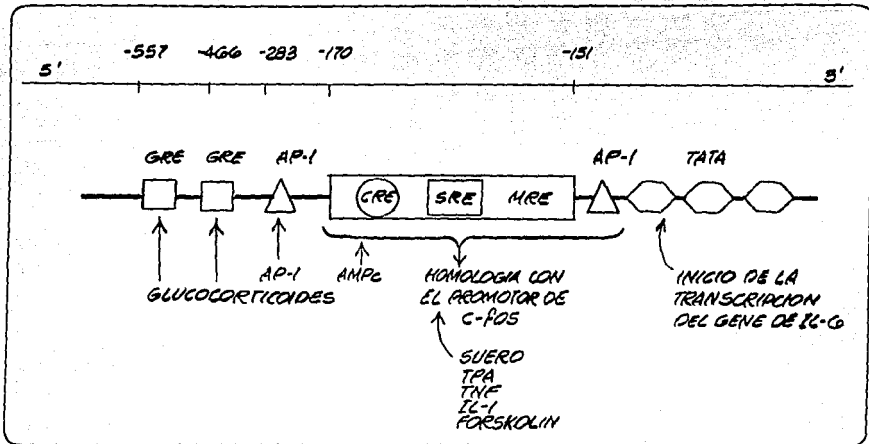 -557 -466 -283 -170 -151
5' 3'
GRE GRE AP-1 AP-1 TATA
CRE SRE MRE
AP-1 AMPc HOMOLOGIA CON INICIO DE LA
GLUCOCORTICOIDES EL PROMOTOR DE TRANSCRIPCION
C-FOS DEL GENE DE IL-6
SUERO
TPA
TNF
IL-1
FORSKOLIN